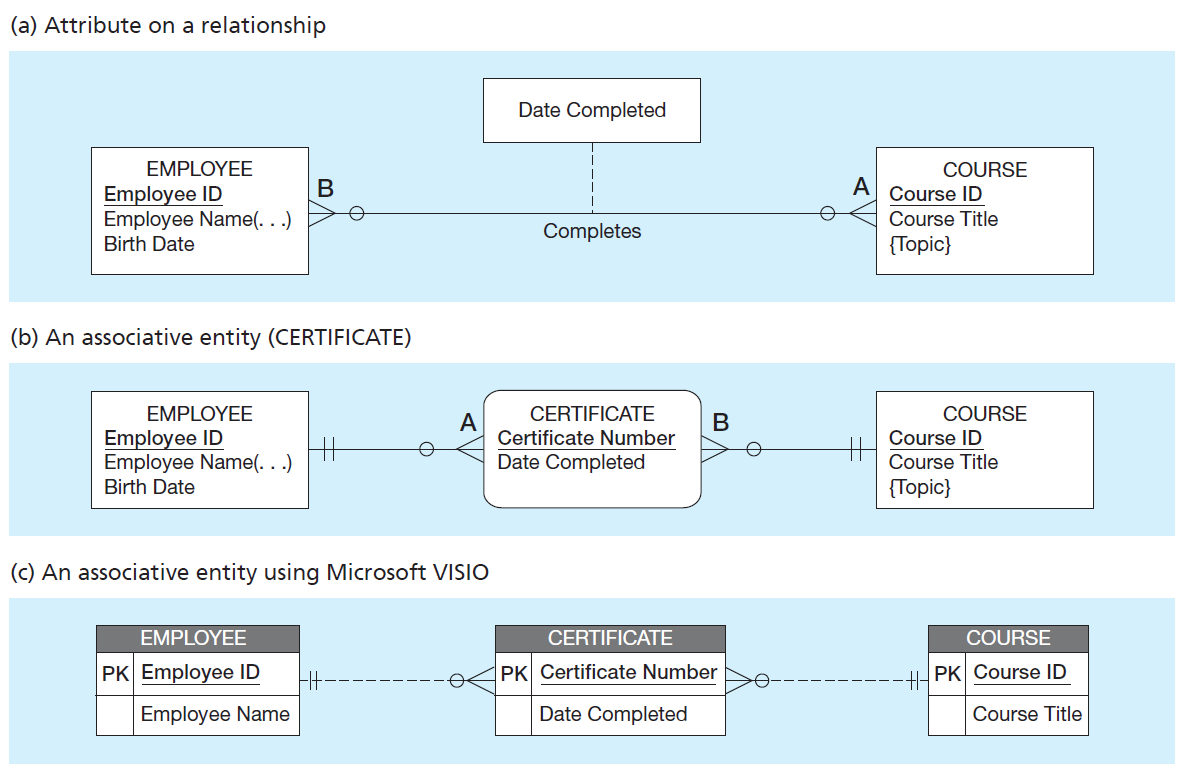 (a) Attribute on a relationship
Date Completed
EMPLOYEE
Employee ID
Employee Name(. . .)
Birth Date
B
Completes
A
COURSE
Course ID
Course Title
{Topic}
(b) An associative entity (CERTIFICATE)
EMPLOYEE
Employee ID
Employee Name(. . .)
Birth Date
A
CERTIFICATE
Certificate Number
Date Completed
B
COURSE
Course ID
Course Title
{Topic}
(c) An associative entity using Microsoft VISIO
EMPLOYEE
PK Employee ID
Employee Name
CERTIFICATE
PK Certificate Number
Date Completed
COURSE
PK Course ID
Course Title